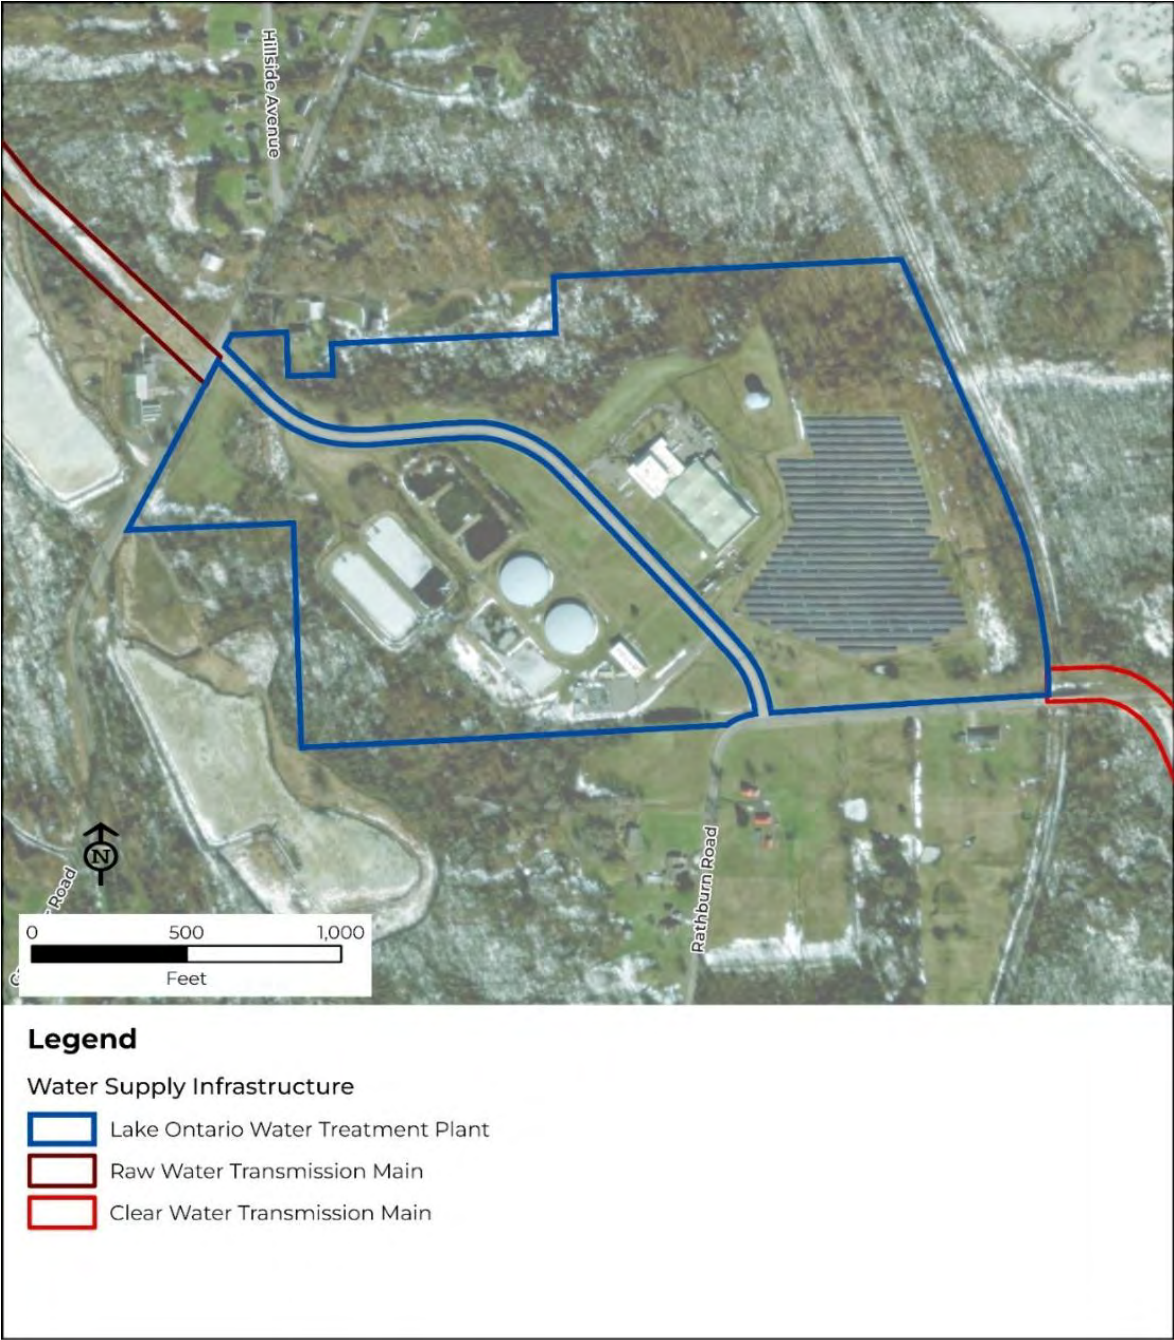 Hillside Avenue
Rathburn Road
Road
N
0 500 1,000
Feet
Legend
Water Supply Infrastructure
Lake Ontario Water Treatment Plant
Raw Water Transmission Main
Clear Water Transmission Main